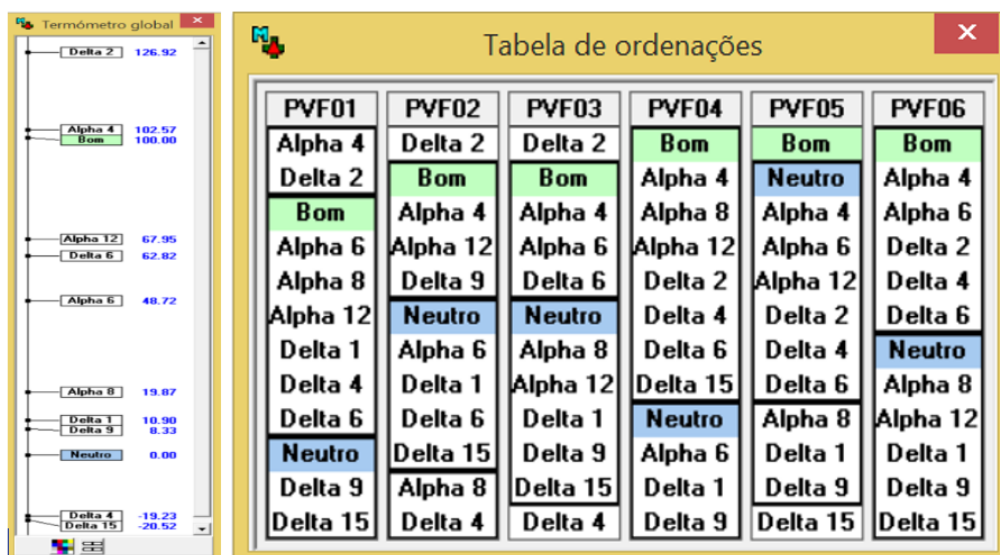 Termómetro global
Delta 2 126.92
Alpha 4 102.57
Bom 100.00
Alpha 12 67.95
Delta 6 62.82
Alpha 6 48.72
Alpha 8 19.87
Delta 1 10.90
Delta 9 8.33
Neutro 0.00
Delta 4 -19.23
Delta 15 -20.52
Tabela de ordenações
PVF01 PVF02 PVF03 PVF04 PVF05 PVF06
Alpha 4 Delta 2 Delta 2 Bom Bom Bom
Delta 2 Bom Bom Alpha 4 Neutro Alpha 4
Bom Alpha 4 Alpha 4 Alpha 8 Alpha 4 Alpha 6
Alpha 6 Alpha 12 Alpha 6 Alpha 12 Alpha 6 Delta 2
Alpha 8 Delta 9 Delta 6 Delta 2 Alpha 12 Delta 4
Alpha 12 Neutro Neutro Delta 4 Delta 2 Delta 6
Delta 1 Alpha 6 Alpha 8 Delta 6 Delta 4 Neutro
Delta 4 Delta 1 Alpha 12 Delta 15 Delta 6 Alpha 8
Delta 6 Delta 6 Delta 1 Neutro Alpha 8 Alpha 12
Neutro Delta 15 Delta 9 Alpha 6 Delta 1 Delta 1
Delta 9 Alpha 8 Delta 15 Delta 1 Delta 9 Delta 9
Delta 15 Delta 4 Delta 4 Delta 9 Delta 15 Delta 15